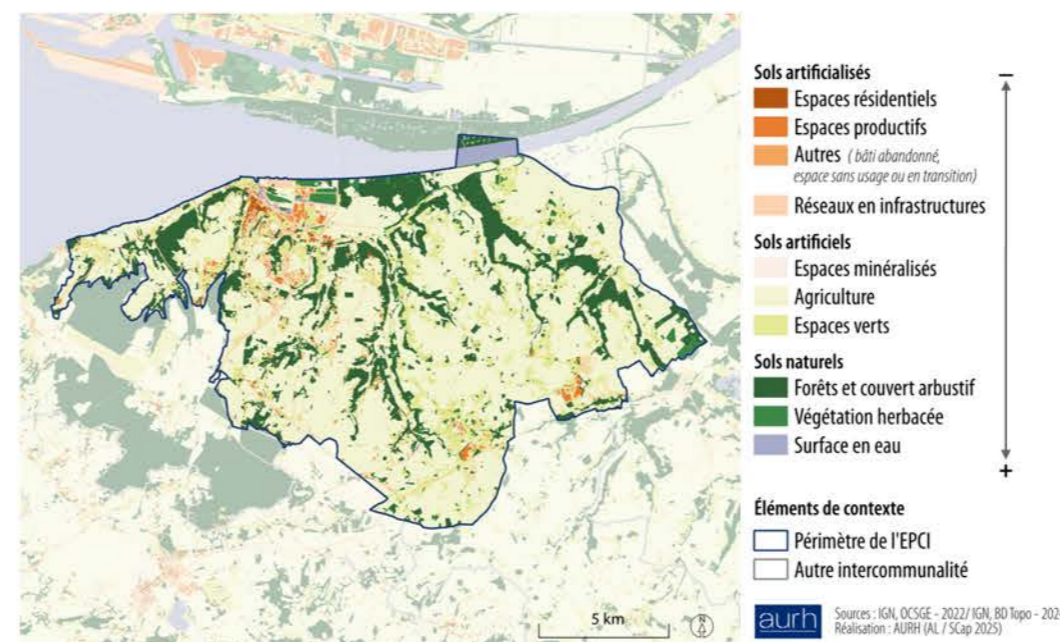 Sols artificialisés
–
Espaces résidentiels
Espaces productifs
Autres ( bâti abandonné,
espace sans usage ou en transition)
Réseaux en infrastructures
Sols artificiels
Espaces minéralisés
Agriculture
Espaces verts
Sols naturels
Forêts et couvert arbustif
Végétation herbacée
Surface en eau
+
Éléments de contexte
Périmètre de l'EPCI
Autre intercommunalité
5 km
N
aurh
Sources : IGN, OCSGE - 2022/ IGN, BD Topo - 202
Réalisation : AURH (AL / SCap 2025)